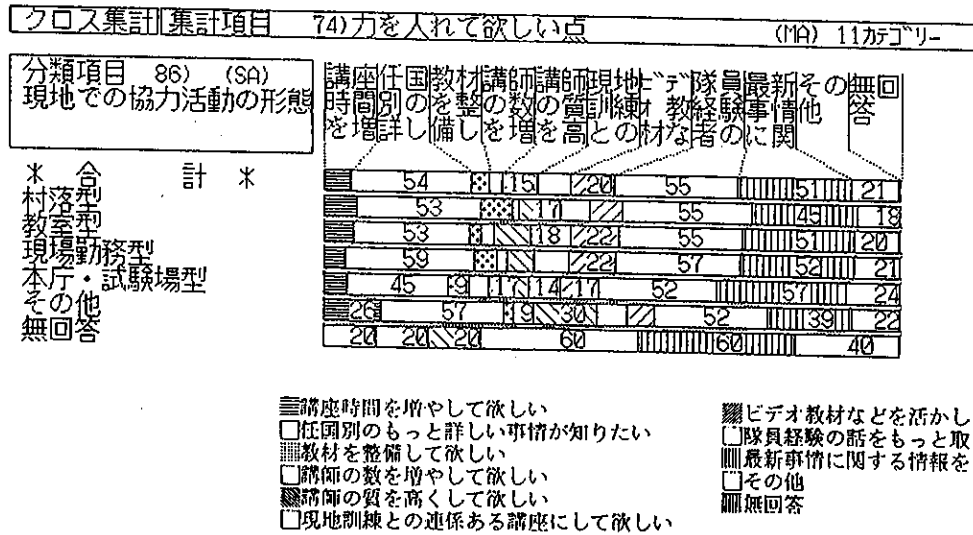 クロス集計 集計項目 74)力を入れて欲しい点 (MA) 11カテゴリー
分類項目 86) (SA)
現地での協力活動の形態
講座時間を増
任国別の詳し
教材を整備し
講師の数を増
講師の質を高
現地訓練との
ビデオ教材な
隊員経験者の
最新事情に関
その他
無回答
* 合 計 * 54 15 20 55 51 21
村落型 53 17 55 45 18
教室型 53 18 22 55 51 20
現場勤務型 59 22 57 52 21
本庁・試験場型 45 9 17 14 17 52 57 24
その他 26 57 9 30 52 39 22
無回答 20 20 20 60 60 40
講座時間を増やして欲しい
任国別のもっと詳しい事情が知りたい
教材を整備して欲しい
講師の数を増やして欲しい
講師の質を高くして欲しい
現地訓練との連係ある講座にして欲しい
ビデオ教材などを活かし
隊員経験の話をもっと取
最新事情に関する情報を
その他
無回答